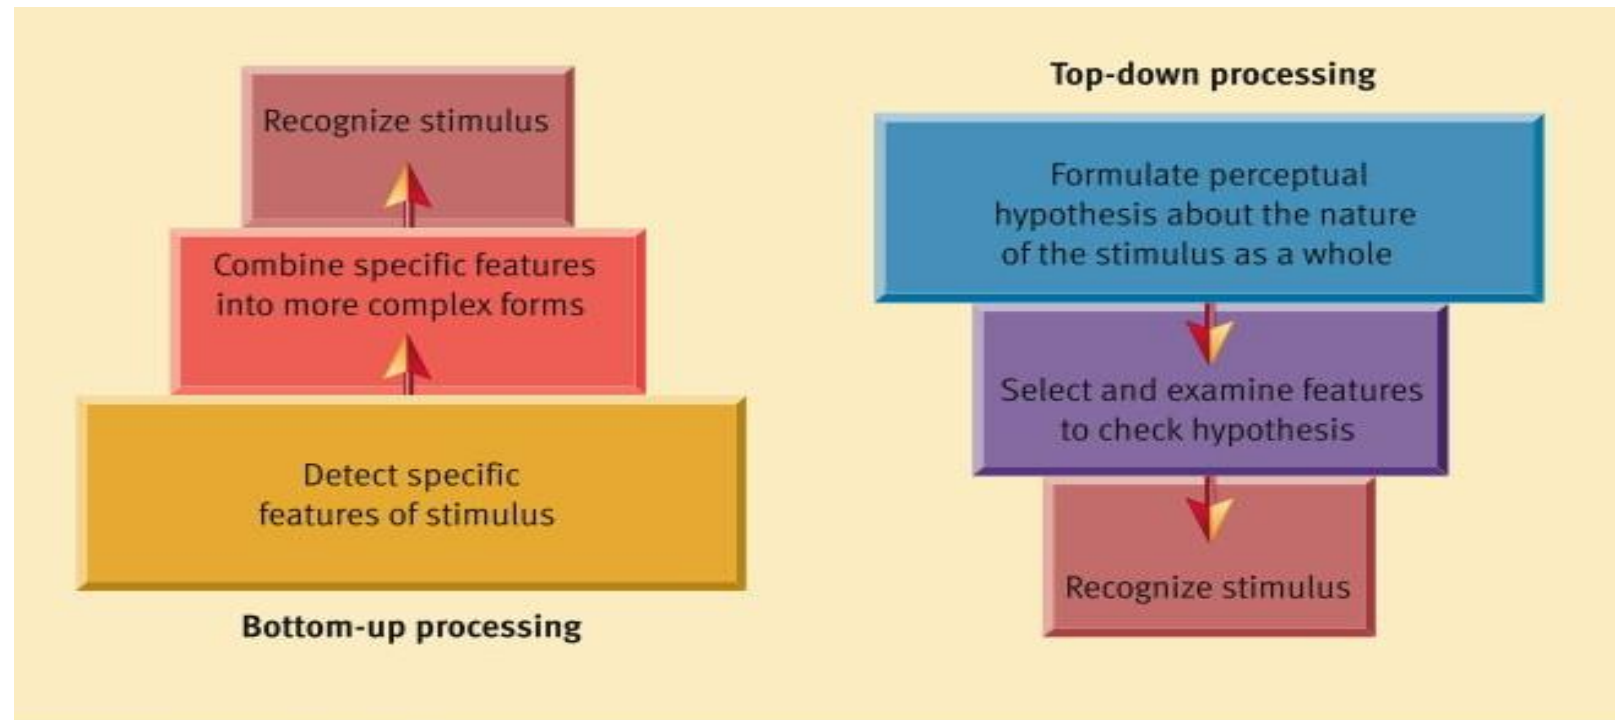 Recognize stimulus
Combine specific features
into more complex forms
Detect specific
features of stimulus
Bottom-up processing
Top-down processing
Formulate perceptual
hypothesis about the nature
of the stimulus as a whole
Select and examine features
to check hypothesis
Recognize stimulus